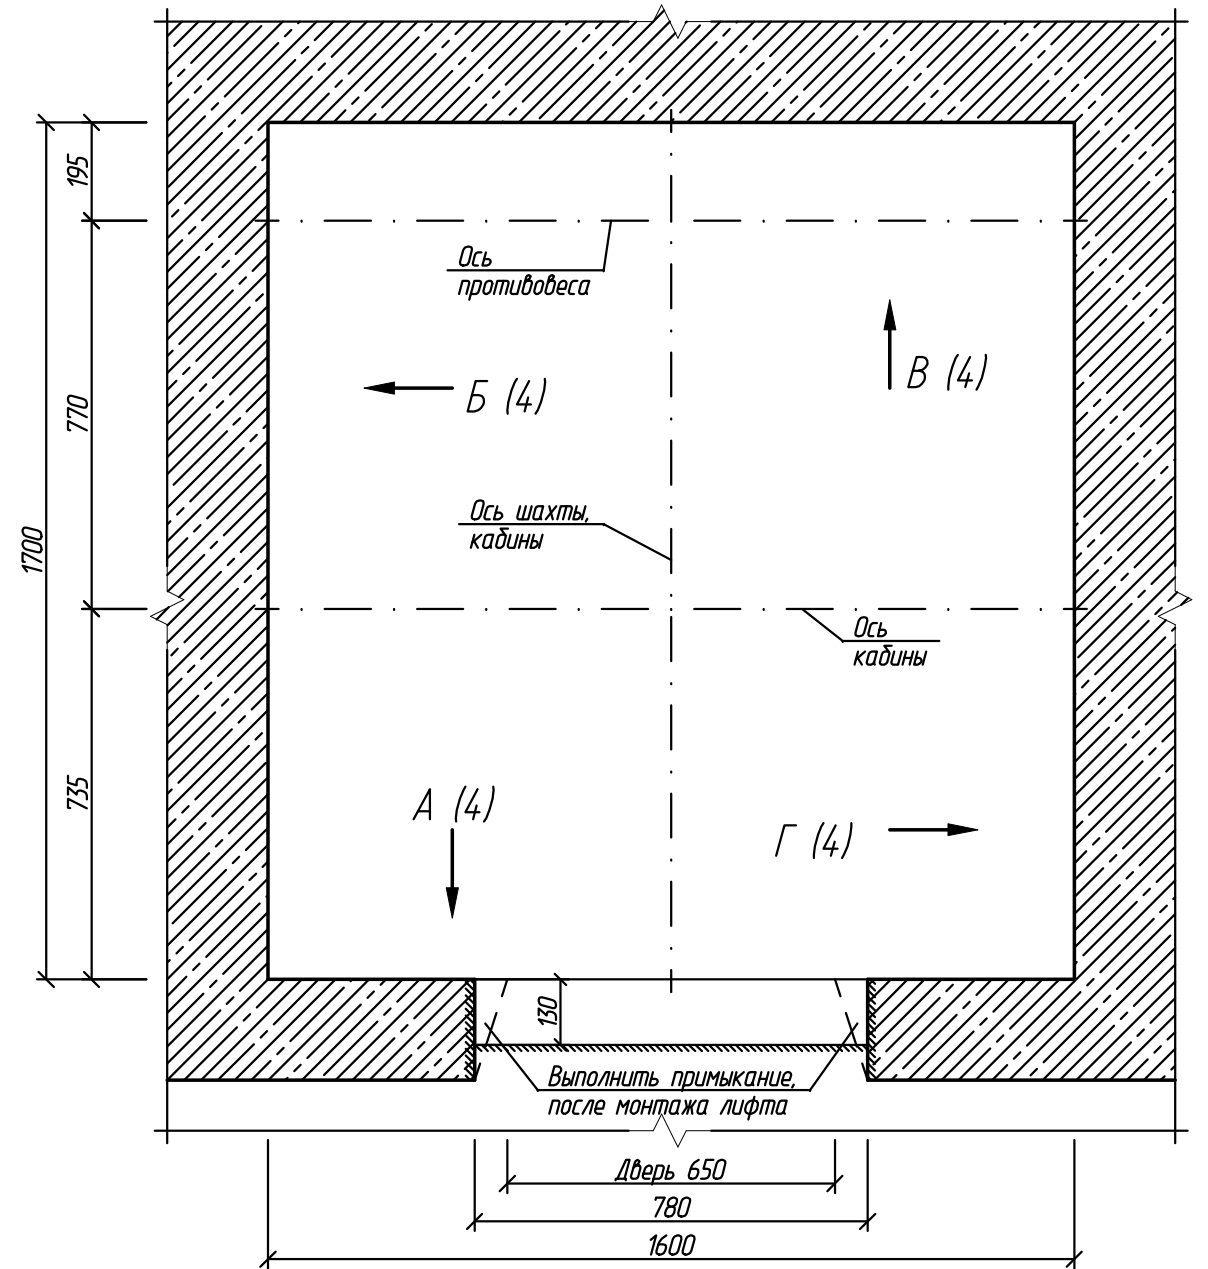 195
Ось
противовеса
В (4)
Б (4)
770
Ось шахты,
кабины
1700
Ось
кабины
735
А (4)
Г (4)
130
Выполнить примыкание,
после монтажа лифта
Дверь 650
780
1600